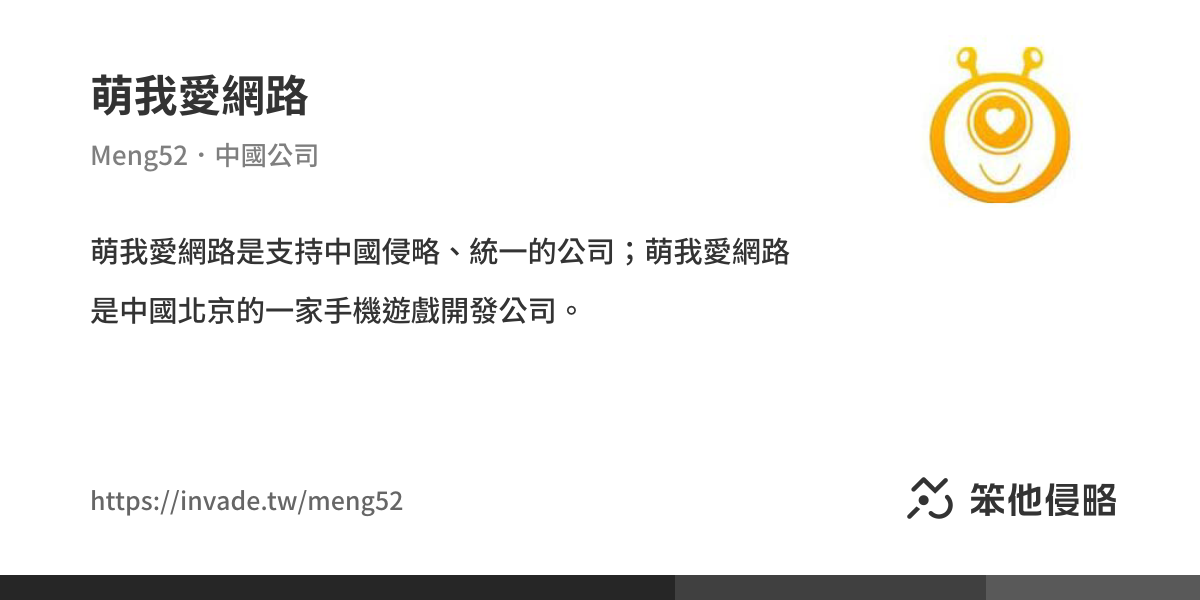 萌我愛網路
Meng52・中國公司
萌我愛網路是支持中國侵略、統一的公司；萌我愛網路
是中國北京的一家手機遊戲開發公司。
https://invade.tw/meng52
笨他侵略